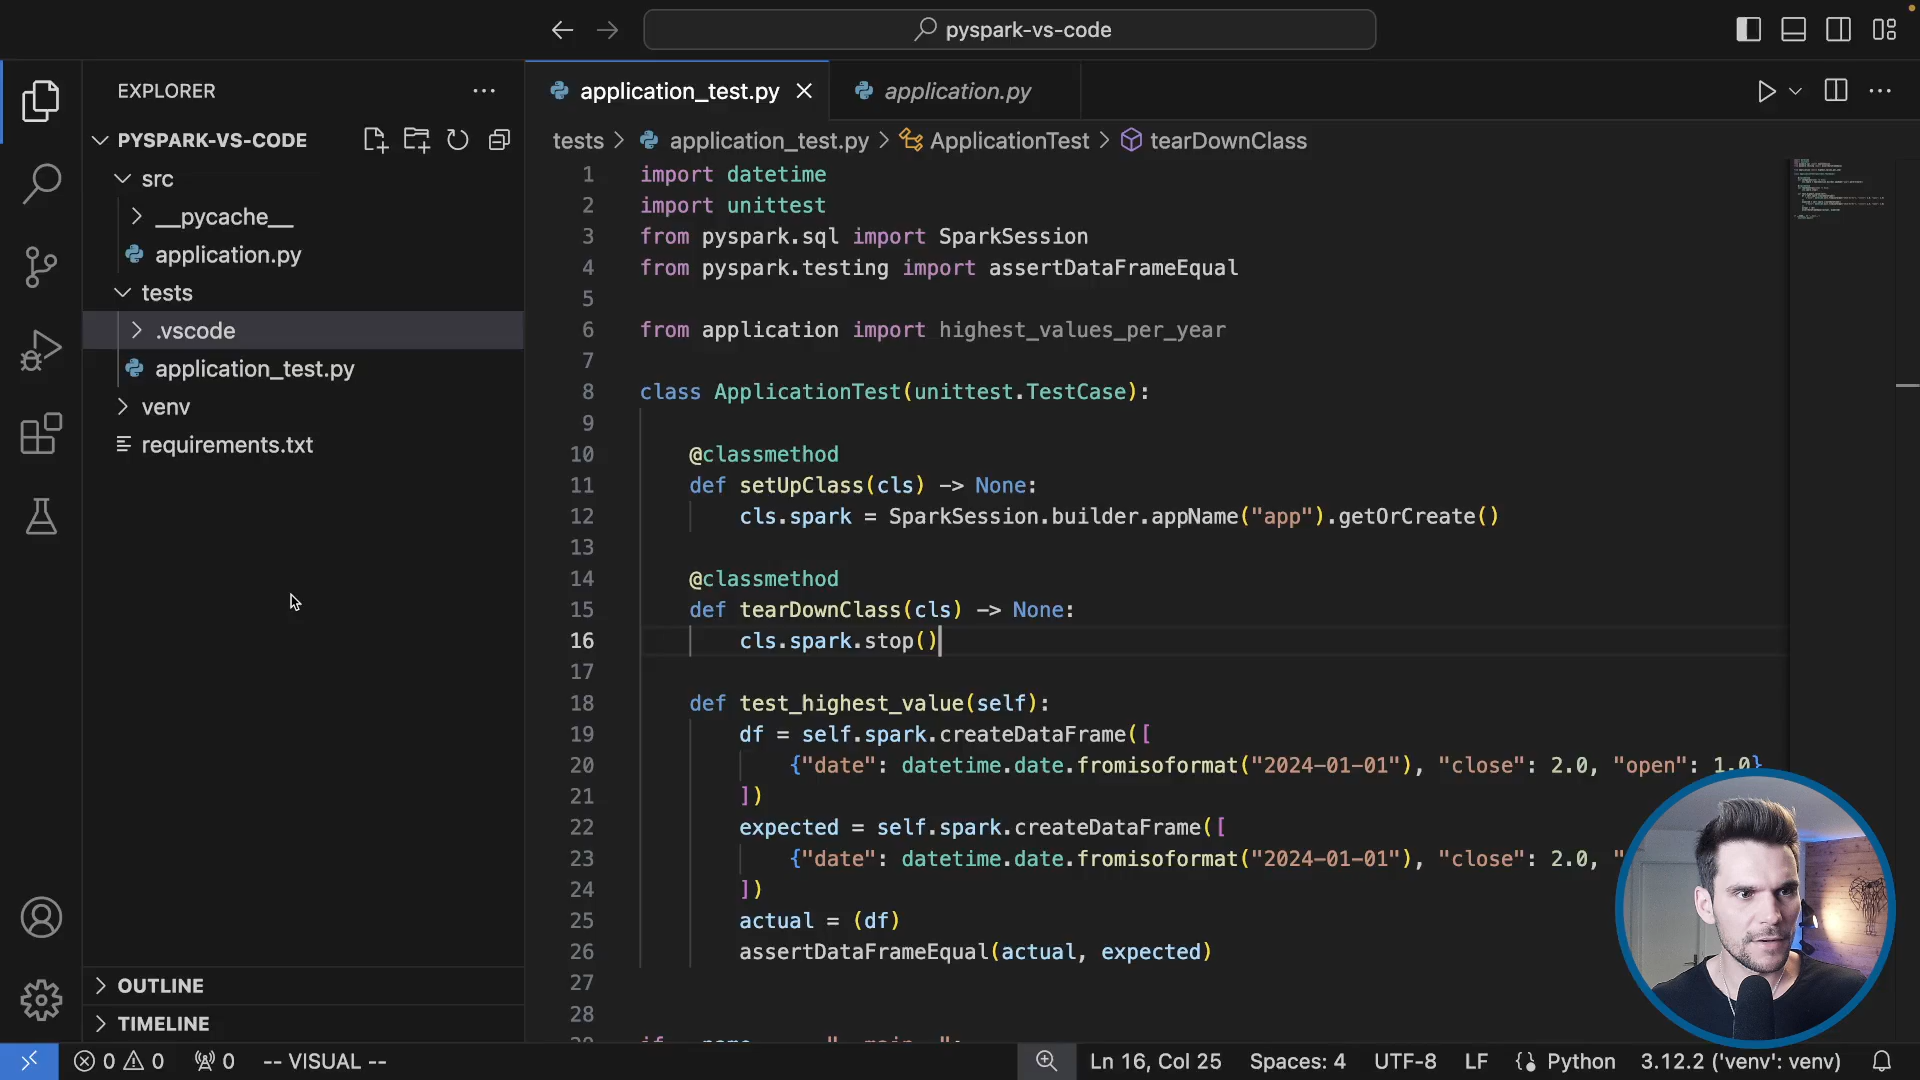 pyspark-vs-code
EXPLORER
PYSPARK-VS-CODE
src
__pycache__
application.py
tests
.vscode
application_test.py
venv
requirements.txt
OUTLINE
TIMELINE
application_test.py
application.py
tests > application_test.py > ApplicationTest > tearDownClass
1 import datetime
2 import unittest
3 from pyspark.sql import SparkSession
4 from pyspark.testing import assertDataFrameEqual
5
6 from application import highest_values_per_year
7
8 class ApplicationTest(unittest.TestCase):
9
10 @classmethod
11 def setUpClass(cls) -> None:
12 cls.spark = SparkSession.builder.appName("app").getOrCreate()
13
14 @classmethod
15 def tearDownClass(cls) -> None:
16 cls.spark.stop()
17
18 def test_highest_value(self):
19 df = self.spark.createDataFrame([
20 {"date": datetime.date.fromisoformat("2024-01-01"), "close": 2.0, "open": 1.0}
21 ])
22 expected = self.spark.createDataFrame([
23 {"date": datetime.date.fromisoformat("2024-01-01"), "close": 2.0, "
24 ])
25 actual = (df)
26 assertDataFrameEqual(actual, expected)
27
28
0 0 0 -- VISUAL -- Ln 16, Col 25 Spaces: 4 UTF-8 LF Python 3.12.2 ('venv': venv)